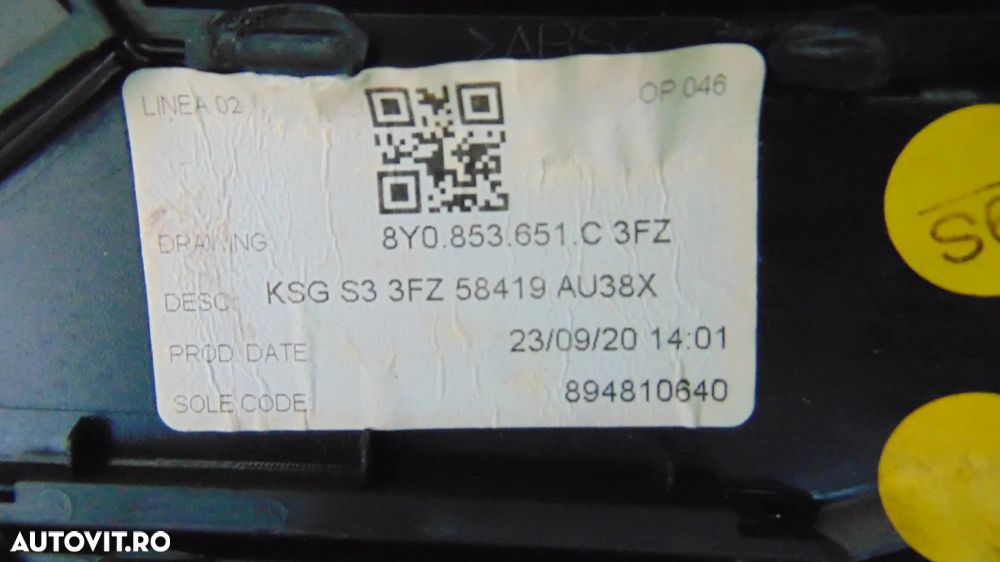 >ABS<
LINEA 02
OP 046
DRAWING: 8Y0.853.651.C 3FZ
DESC: KSG S3 3FZ 58419 AU38X
PROD. DATE: 23/09/20 14:01
SOLE CODE: 894810640
AUTOVIT.RO